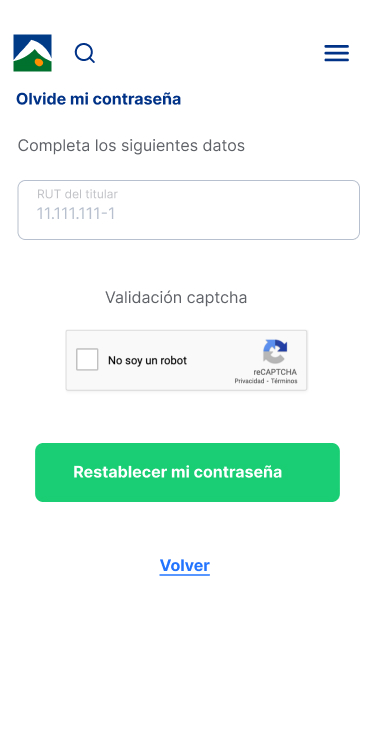 Olvide mi contraseña
Completa los siguientes datos
RUT del titular
11.111.111-1
Validación captcha
No soy un robot
reCAPTCHA
Privacidad - Términos
Restablecer mi contraseña
Volver